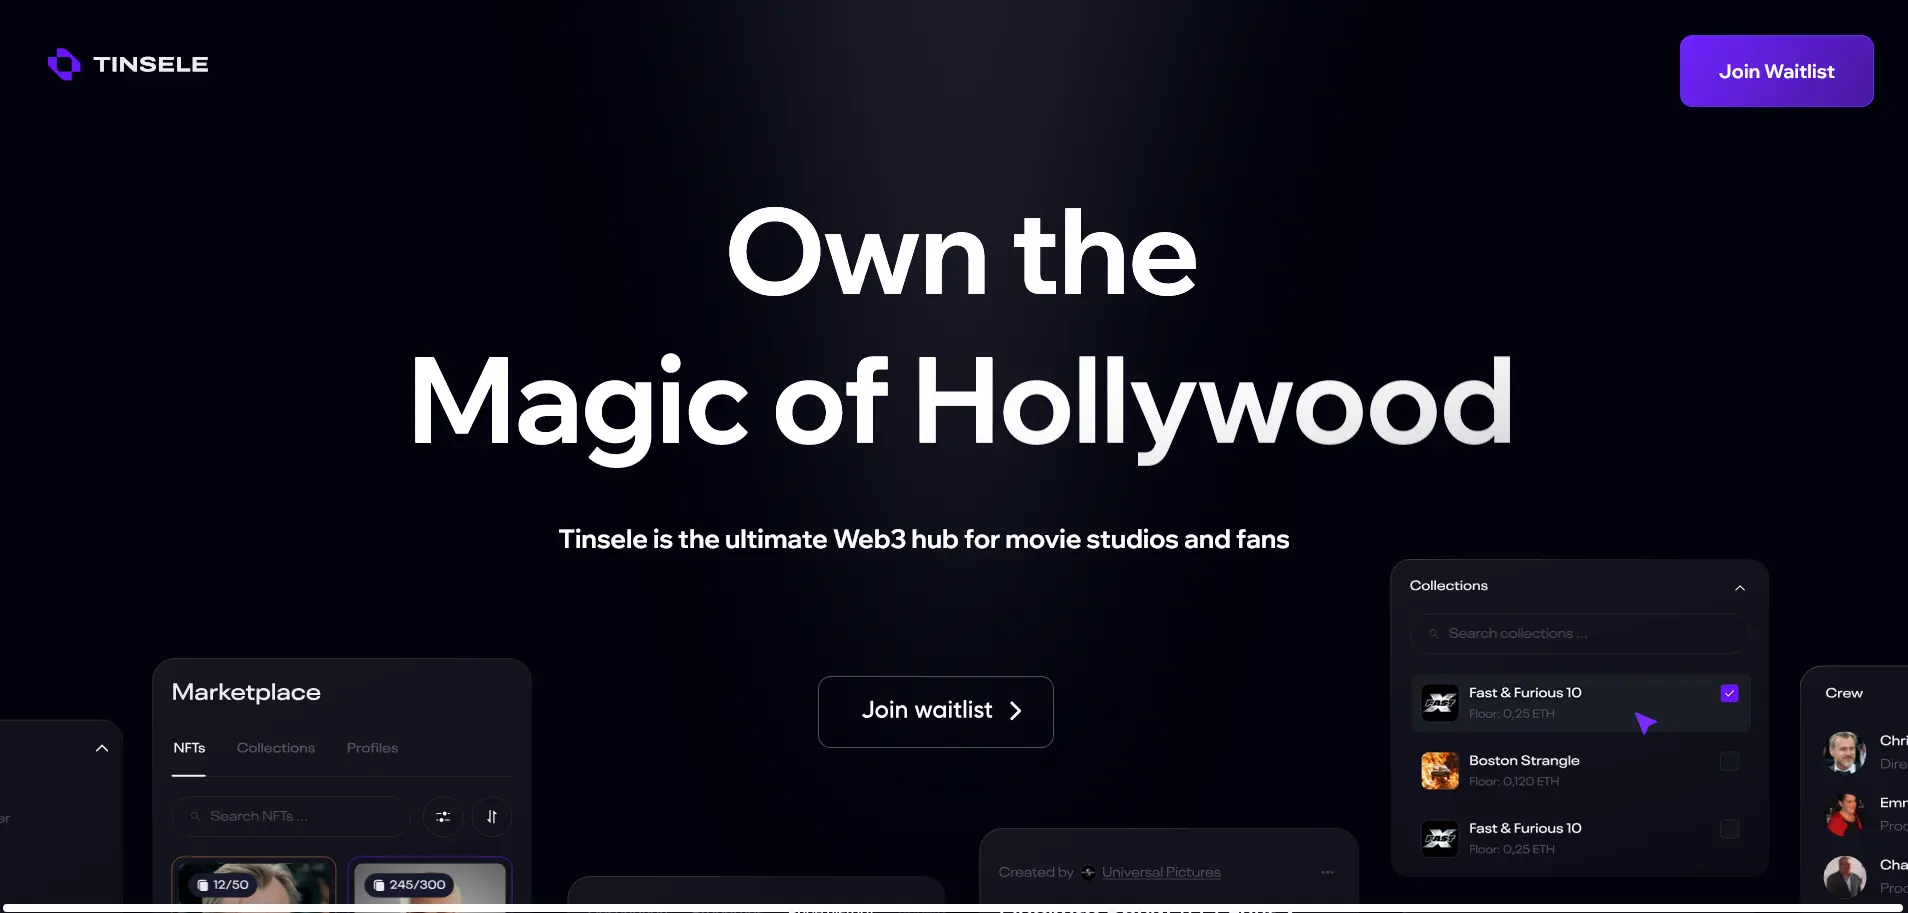 TINSELE
Join Waitlist
Own the
Magic of Hollywood
Tinsele is the ultimate Web3 hub for movie studios and fans
Join waitlist
Marketplace
NFTs Collections Profiles
Search NFTs ...
12/50
245/300
Created by Universal Pictures
Collections
Search collections ...
Fast & Furious 10
Floor: 0,25 ETH
Boston Strangle
Floor: 0,120 ETH
Fast & Furious 10
Floor: 0,25 ETH
Crew
Chri
Dire
Emm
Proc
Cha
Proc